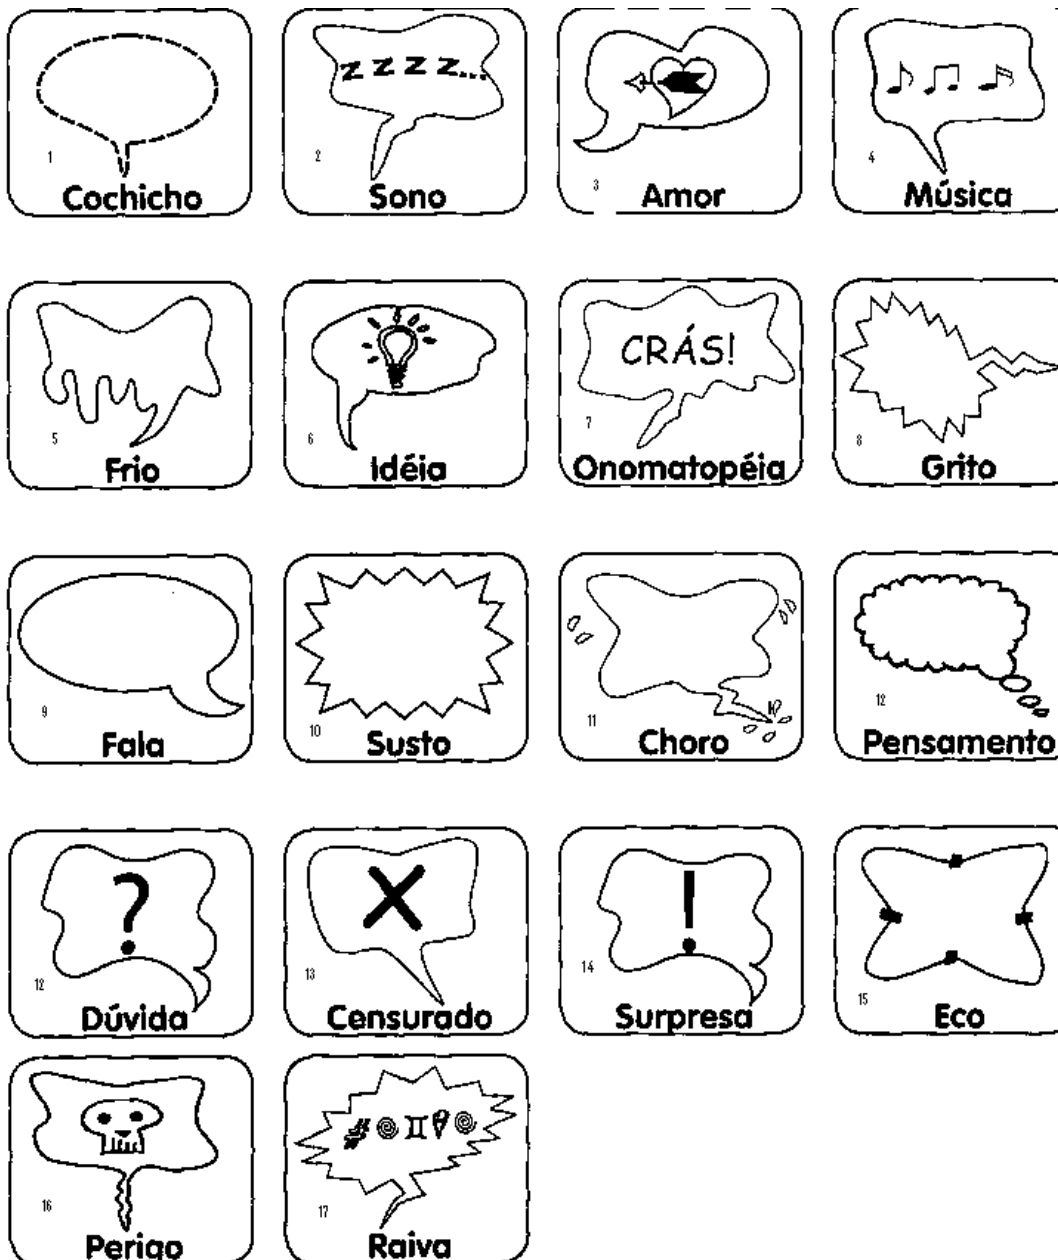 1
Cochicho
2
z z z z...
Sono
3
Amor
4
Música
5
Frio
6
Idéia
7
CRÁS!
Onomatopéia
8
Grito
9
Fala
10
Susto
11
Choro
12
Pensamento
12
?
Dúvida
13
X
Censurado
14
!
Surpresa
15
Eco
16
Perigo
17
Raiva